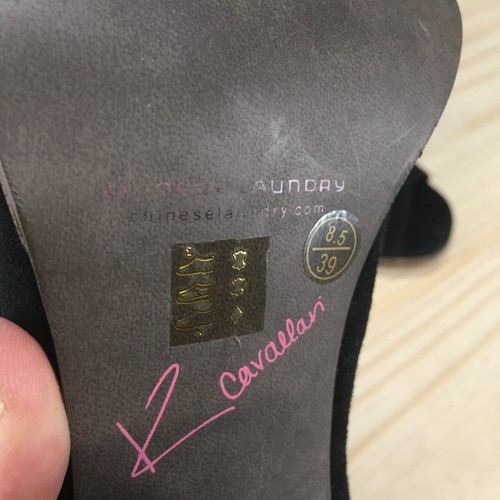 CHINESE LAUNDRY
chineselaundry.com
8.5
39
K Cavallari